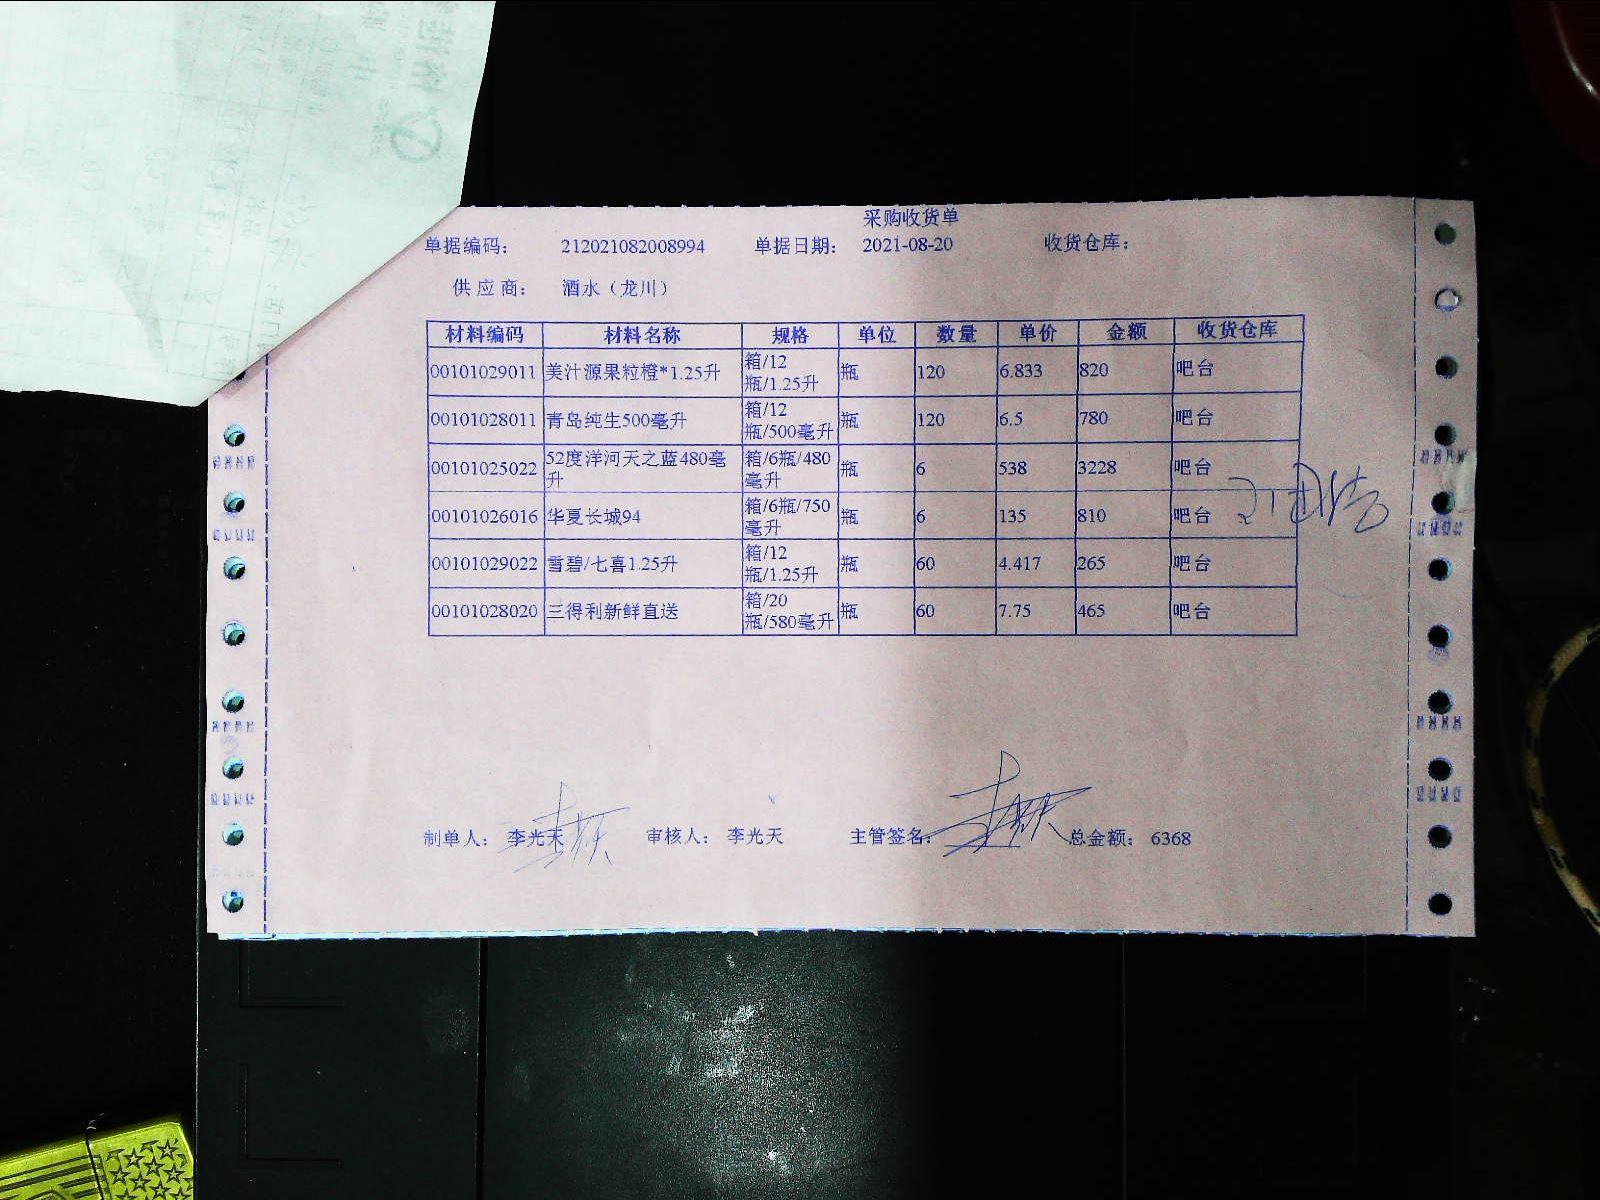 采购收货单
单据编码： 212021082008994 单据日期： 2021-08-20 收货仓库：
供应商： 酒水（龙川）
材料编码 材料名称 规格 单位 数量 单价 金额 收货仓库
00101029011 美汁源果粒橙*1.25升 箱/12瓶/1.25升 瓶 120 6.833 820 吧台
00101028011 青岛纯生500毫升 箱/12瓶/500毫升 瓶 120 6.5 780 吧台
00101025022 52度洋河天之蓝480毫升 箱/6瓶/480毫升 瓶 6 538 3228 吧台
00101026016 华夏长城94 箱/6瓶/750毫升 瓶 6 135 810 吧台
00101029022 雪碧/七喜1.25升 箱/12瓶/1.25升 瓶 60 4.417 265 吧台
00101028020 三得利新鲜直送 箱/20瓶/580毫升 瓶 60 7.75 465 吧台
制单人： 李光天 审核人： 李光天 主管签名： 总金额： 6368